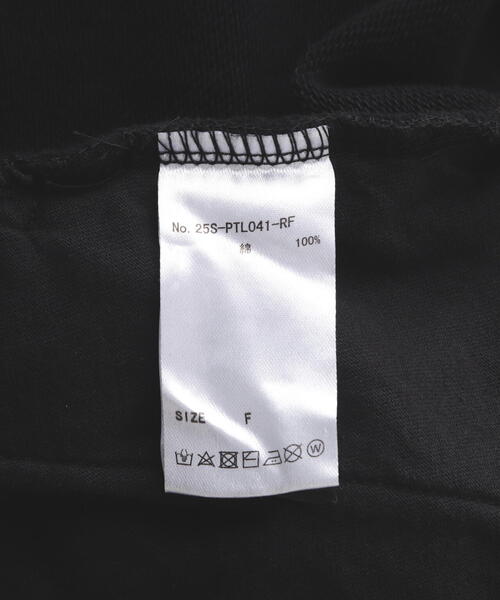 No. 25S-PTL041-RF
綿 100%
SIZE F